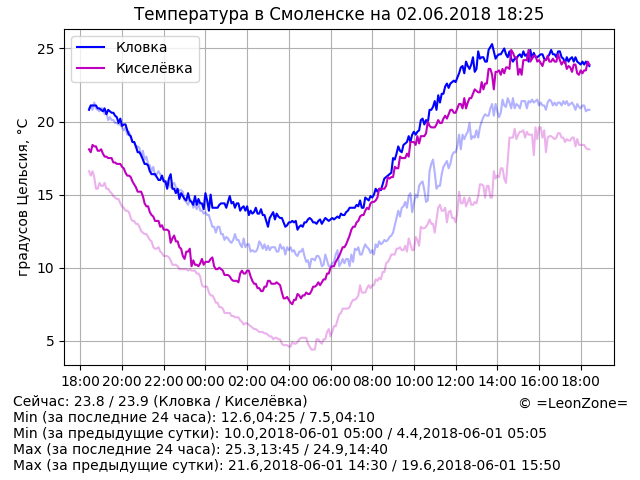 Температура в Смоленске на 02.06.2018 18:25
Кловка
Киселёвка
градусов Цельсия, °C
25
20
15
10
5
18:00 20:00 22:00 00:00 02:00 04:00 06:00 08:00 10:00 12:00 14:00 16:00 18:00
Сейчас: 23.8 / 23.9 (Кловка / Киселёвка)
© =LeonZone=
Min (за последние 24 часа): 12.6,04:25 / 7.5,04:10
Min (за предыдущие сутки): 10.0,2018-06-01 05:00 / 4.4,2018-06-01 05:05
Max (за последние 24 часа): 25.3,13:45 / 24.9,14:40
Max (за предыдущие сутки): 21.6,2018-06-01 14:30 / 19.6,2018-06-01 15:50